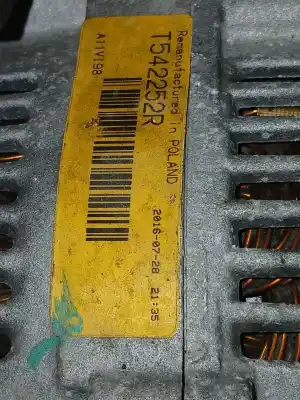 Remanufactured in POLAND
T542252R
A11VI98
2016-07-28 21:35